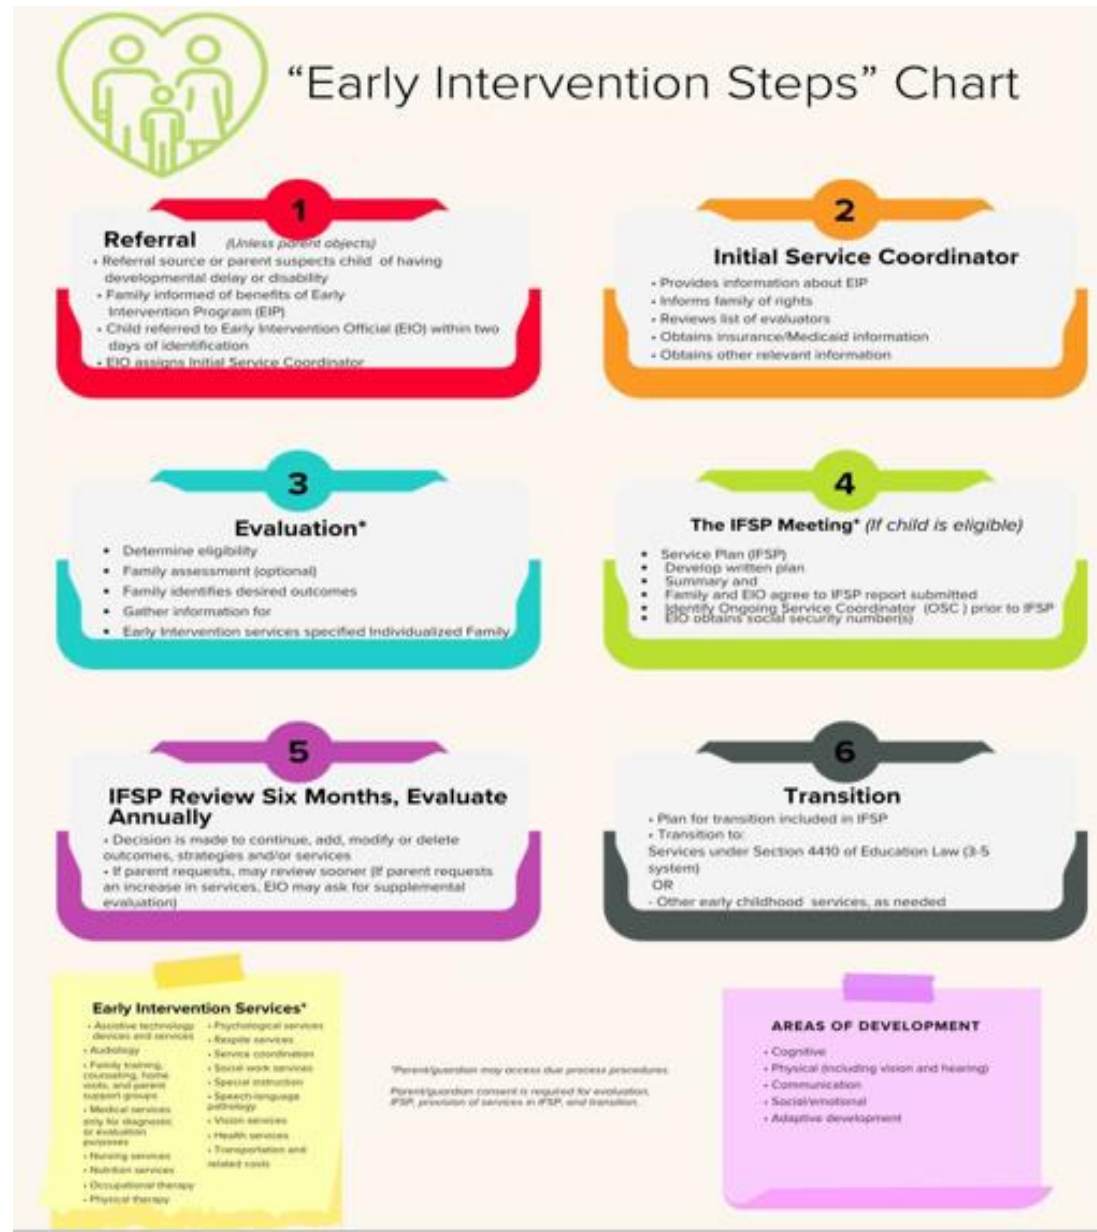 “Early Intervention Steps” Chart
1
Referral (Unless parent objects)
• Referral source or parent suspects child of having
developmental delay or disability
• Family informed of benefits of Early
Intervention Program (EIP)
• Child referred to Early Intervention Official (EIO) within two
days of identification
• EIO assigns Initial Service Coordinator
2
Initial Service Coordinator
• Provides information about EIP
• Informs family of rights
• Reviews list of evaluators
• Obtains insurance/Medicaid information
• Obtains other relevant information
3
Evaluation*
• Determine eligibility
• Family assessment (optional)
• Family identifies desired outcomes
• Gather information for
• Early Intervention services specified Individualized Family
4
The IFSP Meeting* (If child is eligible)
• Service Plan (IFSP)
• Develop written plan
• Summary and
• Family and EIO agree to IFSP report submitted
• Identify Ongoing Service Coordinator (OSC ) prior to IFSP
• EIO obtains social security number(s)
5
IFSP Review Six Months, Evaluate
Annually
• Decision is made to continue, add, modify or delete
outcomes, strategies and/or services
• If parent requests, may review sooner (If parent requests
an increase in services, EIO may ask for supplemental
evaluation)
6
Transition
• Plan for transition included in IFSP
• Transition to:
Services under Section 4410 of Education Law (3-5
system)
OR
- Other early childhood services, as needed
Early Intervention Services*
• Assistive technology
devices and services
• Audiology
• Family training,
counseling, home
visits, and parent
support groups
• Medical services
only for diagnostic
or evaluation
purposes
• Nursing services
• Nutrition services
• Occupational therapy
• Physical therapy
• Psychological services
• Respite services
• Service coordination
• Social work services
• Special instruction
• Speech-language
pathology
• Vision services
• Health services
• Transportation and
related costs
*Parent/guardian may access due process procedures
Parent/guardian consent is required for evaluation,
IFSP, provision of services in IFSP, and transition.
AREAS OF DEVELOPMENT
• Cognitive
• Physical (including vision and hearing)
• Communication
• Social/emotional
• Adaptive development